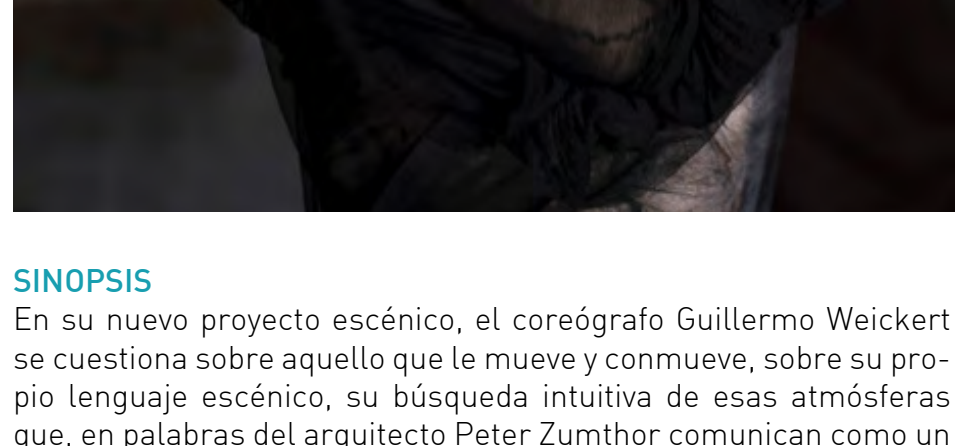 SINOPSIS
En su nuevo proyecto escénico, el coreógrafo Guillermo Weickert
se cuestiona sobre aquello que le mueve y conmueve, sobre su pro-
pio lenguaje escénico, su búsqueda intuitiva de esas atmósferas
que, en palabras del arquitecto Peter Zumthor comunican como un